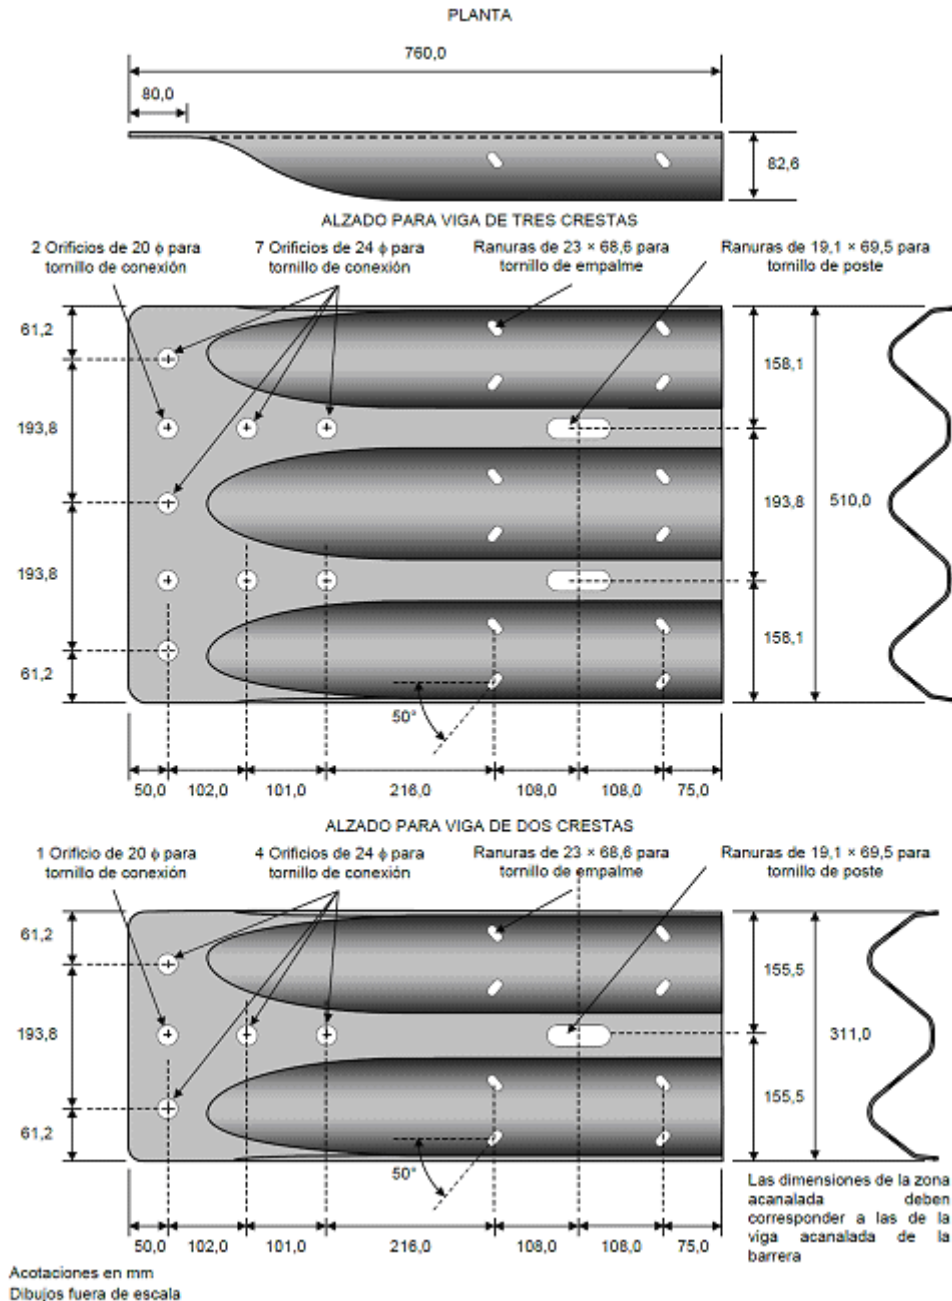 PLANTA
760,0
80,0
82,6
ALZADO PARA VIGA DE TRES CRESTAS
2 Orificios de 20 ϕ para
tornillo de conexión
7 Orificios de 24 ϕ para
tornillo de conexión
Ranuras de 23 × 68,6 para
tornillo de empalme
Ranuras de 19,1 × 69,5 para
tornillo de poste
61,2
193,8
193,8
61,2
158,1
193,8
158,1
510,0
50°
50,0
102,0
101,0
216,0
108,0
108,0
75,0
ALZADO PARA VIGA DE DOS CRESTAS
1 Orificio de 20 ϕ para
tornillo de conexión
4 Orificios de 24 ϕ para
tornillo de conexión
Ranuras de 23 × 68,6 para
tornillo de empalme
Ranuras de 19,1 × 69,5 para
tornillo de poste
61,2
193,8
61,2
155,5
155,5
311,0
50°
50,0
102,0
101,0
216,0
108,0
108,0
75,0
Las dimensiones de la zona
acanalada deben
corresponder a las de la
viga acanalada de la
barrera
Acotaciones en mm
Dibujos fuera de escala